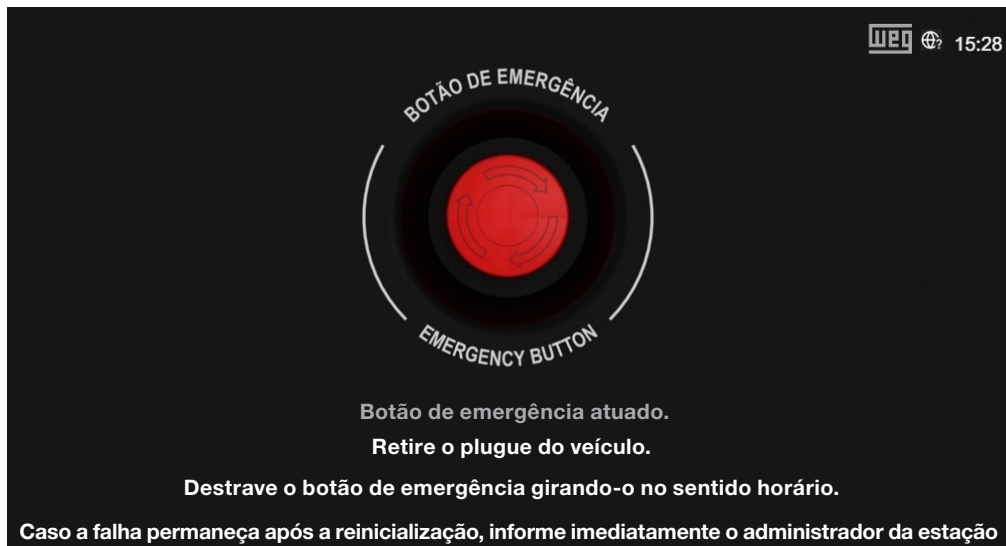 WEG 15:28
BOTÃO DE EMERGÊNCIA
EMERGENCY BUTTON
Botão de emergência atuado.
Retire o plugue do veículo.
Destrave o botão de emergência girando-o no sentido horário.
Caso a falha permaneça após a reinicialização, informe imediatamente o administrador da estação